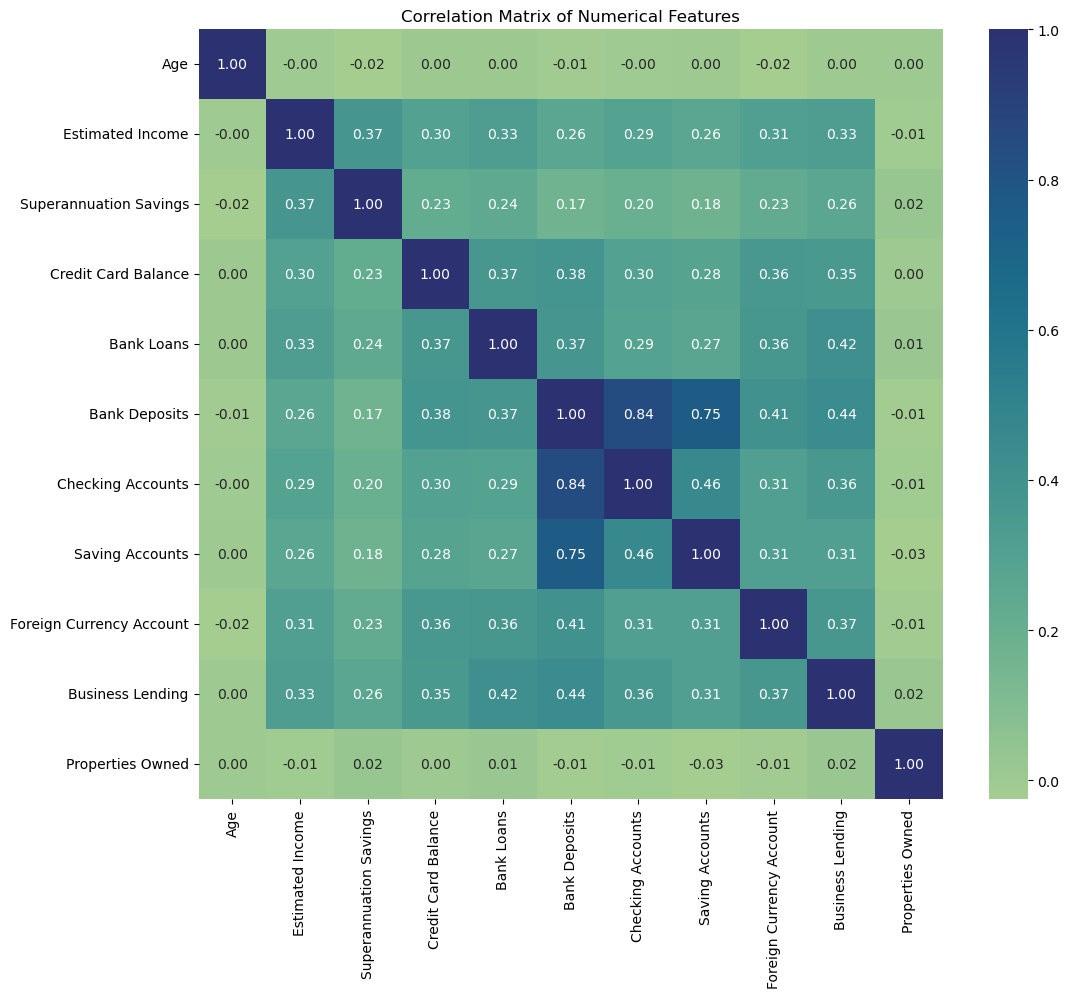 Correlation Matrix of Numerical Features
Age 1.00 -0.00 -0.02 0.00 0.00 -0.01 -0.00 0.00 -0.02 0.00 0.00
Estimated Income -0.00 1.00 0.37 0.30 0.33 0.26 0.29 0.26 0.31 0.33 -0.01
Superannuation Savings -0.02 0.37 1.00 0.23 0.24 0.17 0.20 0.18 0.23 0.26 0.02
Credit Card Balance 0.00 0.30 0.23 1.00 0.37 0.38 0.30 0.28 0.36 0.35 0.00
Bank Loans 0.00 0.33 0.24 0.37 1.00 0.37 0.29 0.27 0.36 0.42 0.01
Bank Deposits -0.01 0.26 0.17 0.38 0.37 1.00 0.84 0.75 0.41 0.44 -0.01
Checking Accounts -0.00 0.29 0.20 0.30 0.29 0.84 1.00 0.46 0.31 0.36 -0.01
Saving Accounts 0.00 0.26 0.18 0.28 0.27 0.75 0.46 1.00 0.31 0.31 -0.03
Foreign Currency Account -0.02 0.31 0.23 0.36 0.36 0.41 0.31 0.31 1.00 0.37 -0.01
Business Lending 0.00 0.33 0.26 0.35 0.42 0.44 0.36 0.31 0.37 1.00 0.02
Properties Owned 0.00 -0.01 0.02 0.00 0.01 -0.01 -0.01 -0.03 -0.01 0.02 1.00
Age
Estimated Income
Superannuation Savings
Credit Card Balance
Bank Loans
Bank Deposits
Checking Accounts
Saving Accounts
Foreign Currency Account
Business Lending
Properties Owned
1.0
0.8
0.6
0.4
0.2
0.0